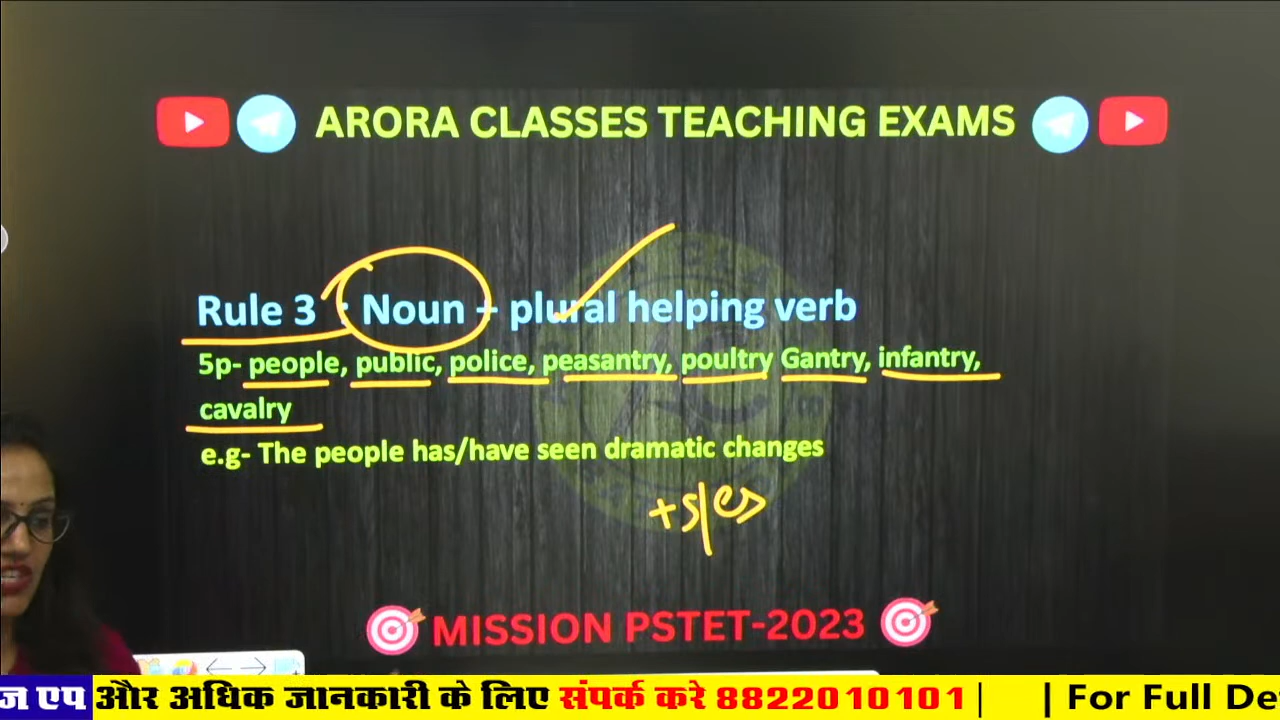 ARORA CLASSES TEACHING EXAMS
Rule 3 : Noun + plural helping verb
5p- people, public, police, peasantry, poultry Gantry, infantry,
cavalry
e.g- The people has/have seen dramatic changes
+s/es
MISSION PSTET-2023
ज एप और अधिक जानकारी के लिए संपर्क करे 8822010101 | | For Full De